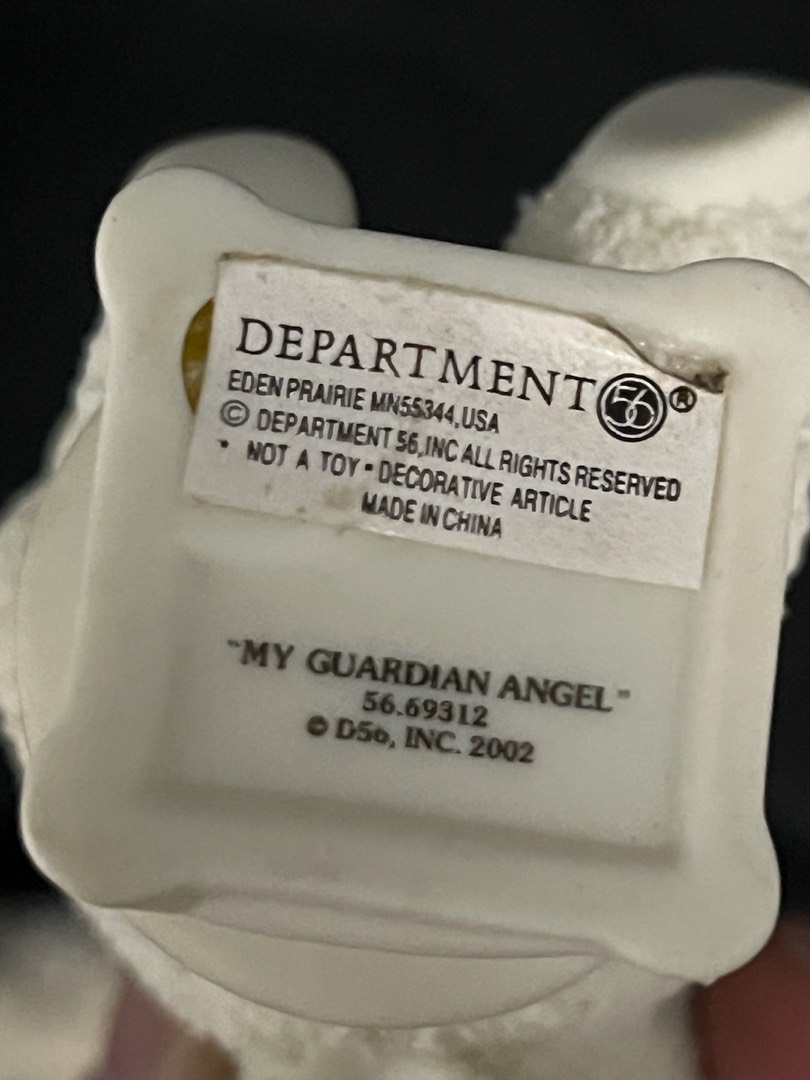 DEPARTMENT 56®
EDEN PRAIRIE MN55344,USA
© DEPARTMENT 56,INC ALL RIGHTS RESERVED
* NOT A TOY - DECORATIVE ARTICLE
MADE IN CHINA
"MY GUARDIAN ANGEL"
56.69312
© D56, INC. 2002